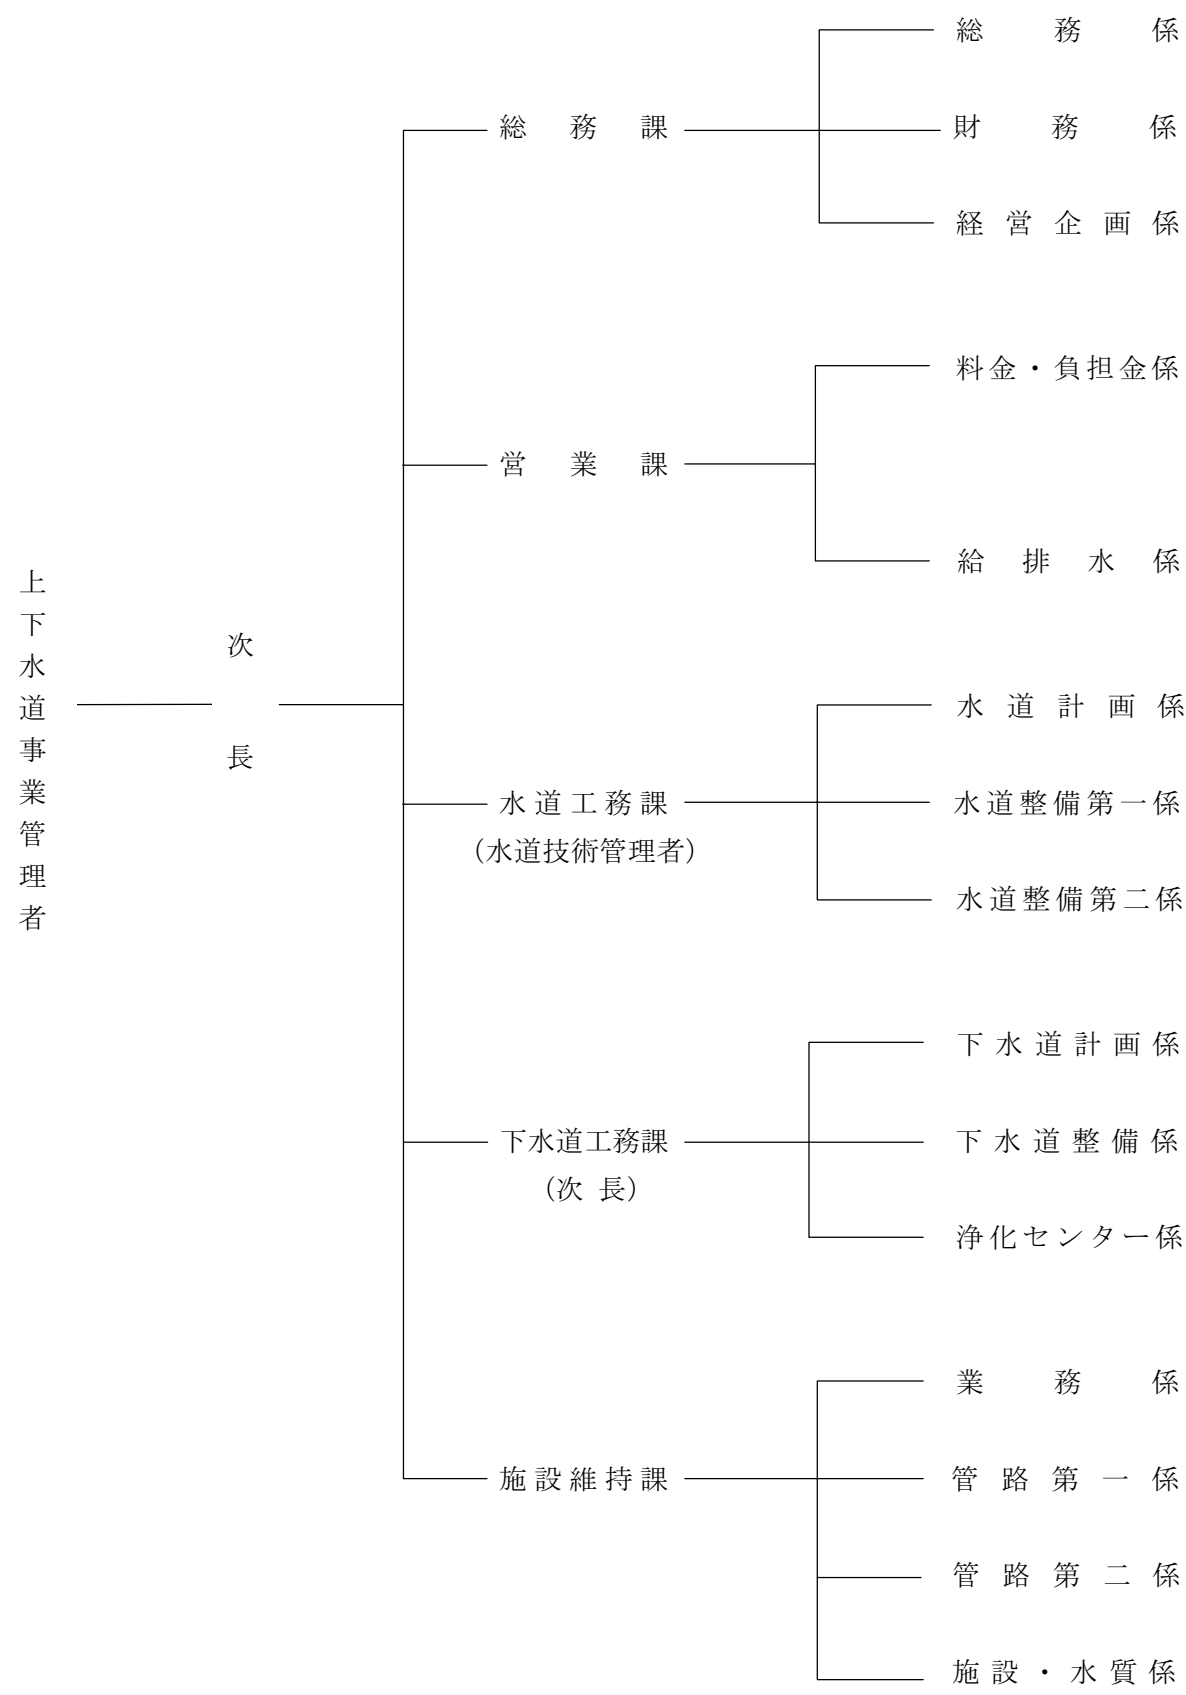 上下水道事業管理者
次長
総務課
総務係
財務係
経営企画係
営業課
料金・負担金係
給排水係
水道工務課
（水道技術管理者）
水道計画係
水道整備第一係
水道整備第二係
下水道工務課
（次 長）
下水道計画係
下水道整備係
浄化センター係
施設維持課
業務係
管路第一係
管路第二係
施設・水質係